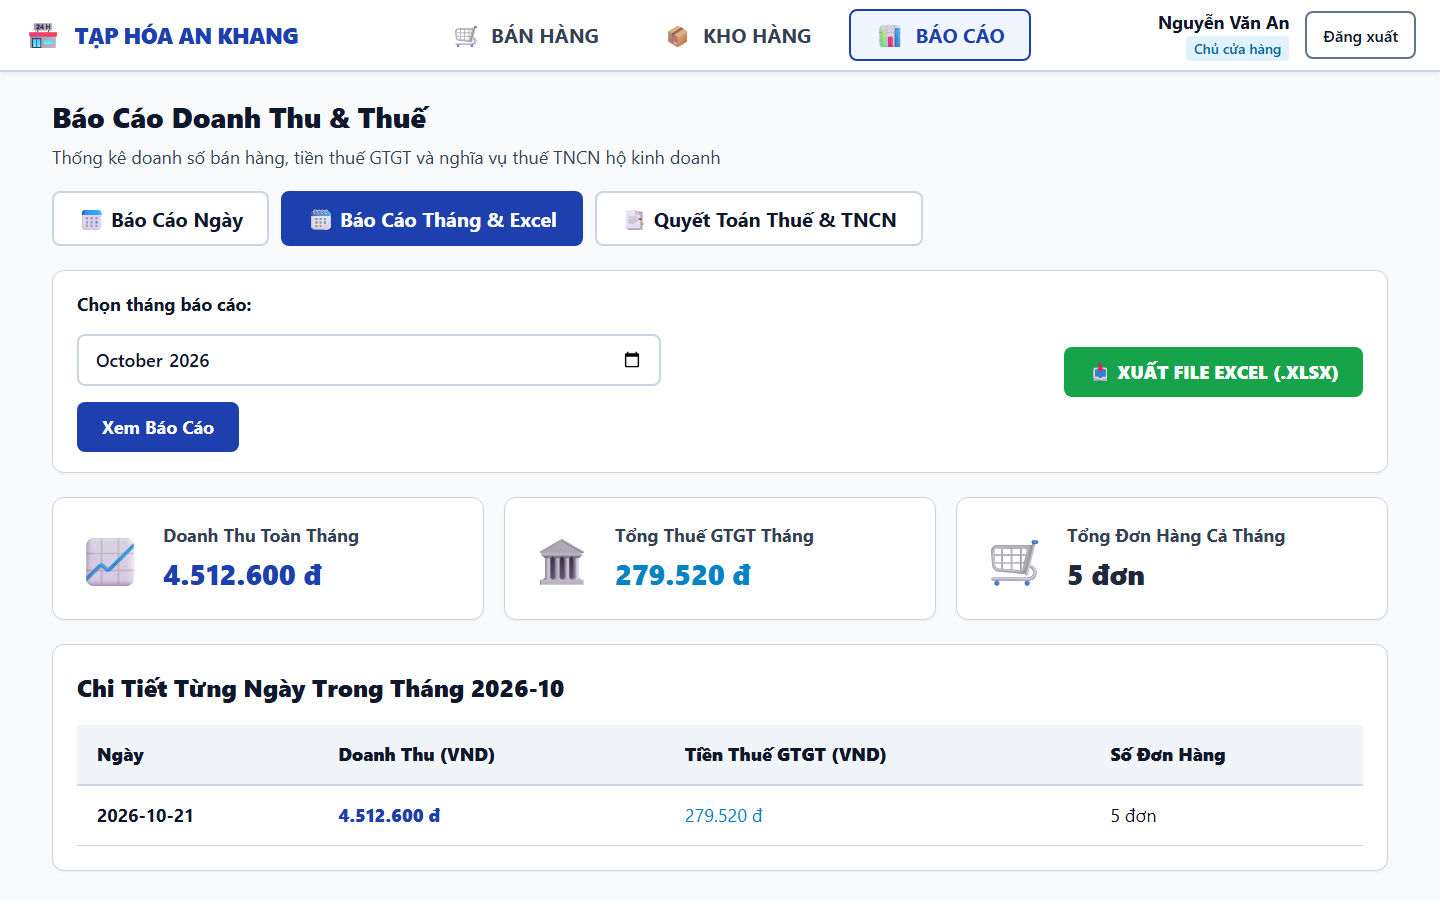 24 H
TẠP HÓA AN KHANG
BÁN HÀNG
KHO HÀNG
BÁO CÁO
Nguyễn Văn An
Chủ cửa hàng
Đăng xuất
Báo Cáo Doanh Thu & Thuế
Thống kê doanh số bán hàng, tiền thuế GTGT và nghĩa vụ thuế TNCN hộ kinh doanh
Báo Cáo Ngày
Báo Cáo Tháng & Excel
Quyết Toán Thuế & TNCN
Chọn tháng báo cáo:
October 2026
XUẤT FILE EXCEL (.XLSX)
Xem Báo Cáo
Doanh Thu Toàn Tháng
4.512.600 đ
Tổng Thuế GTGT Tháng
279.520 đ
Tổng Đơn Hàng Cả Tháng
5 đơn
Chi Tiết Từng Ngày Trong Tháng 2026-10
Ngày Doanh Thu (VND) Tiền Thuế GTGT (VND) Số Đơn Hàng
2026-10-21 4.512.600 đ 279.520 đ 5 đơn